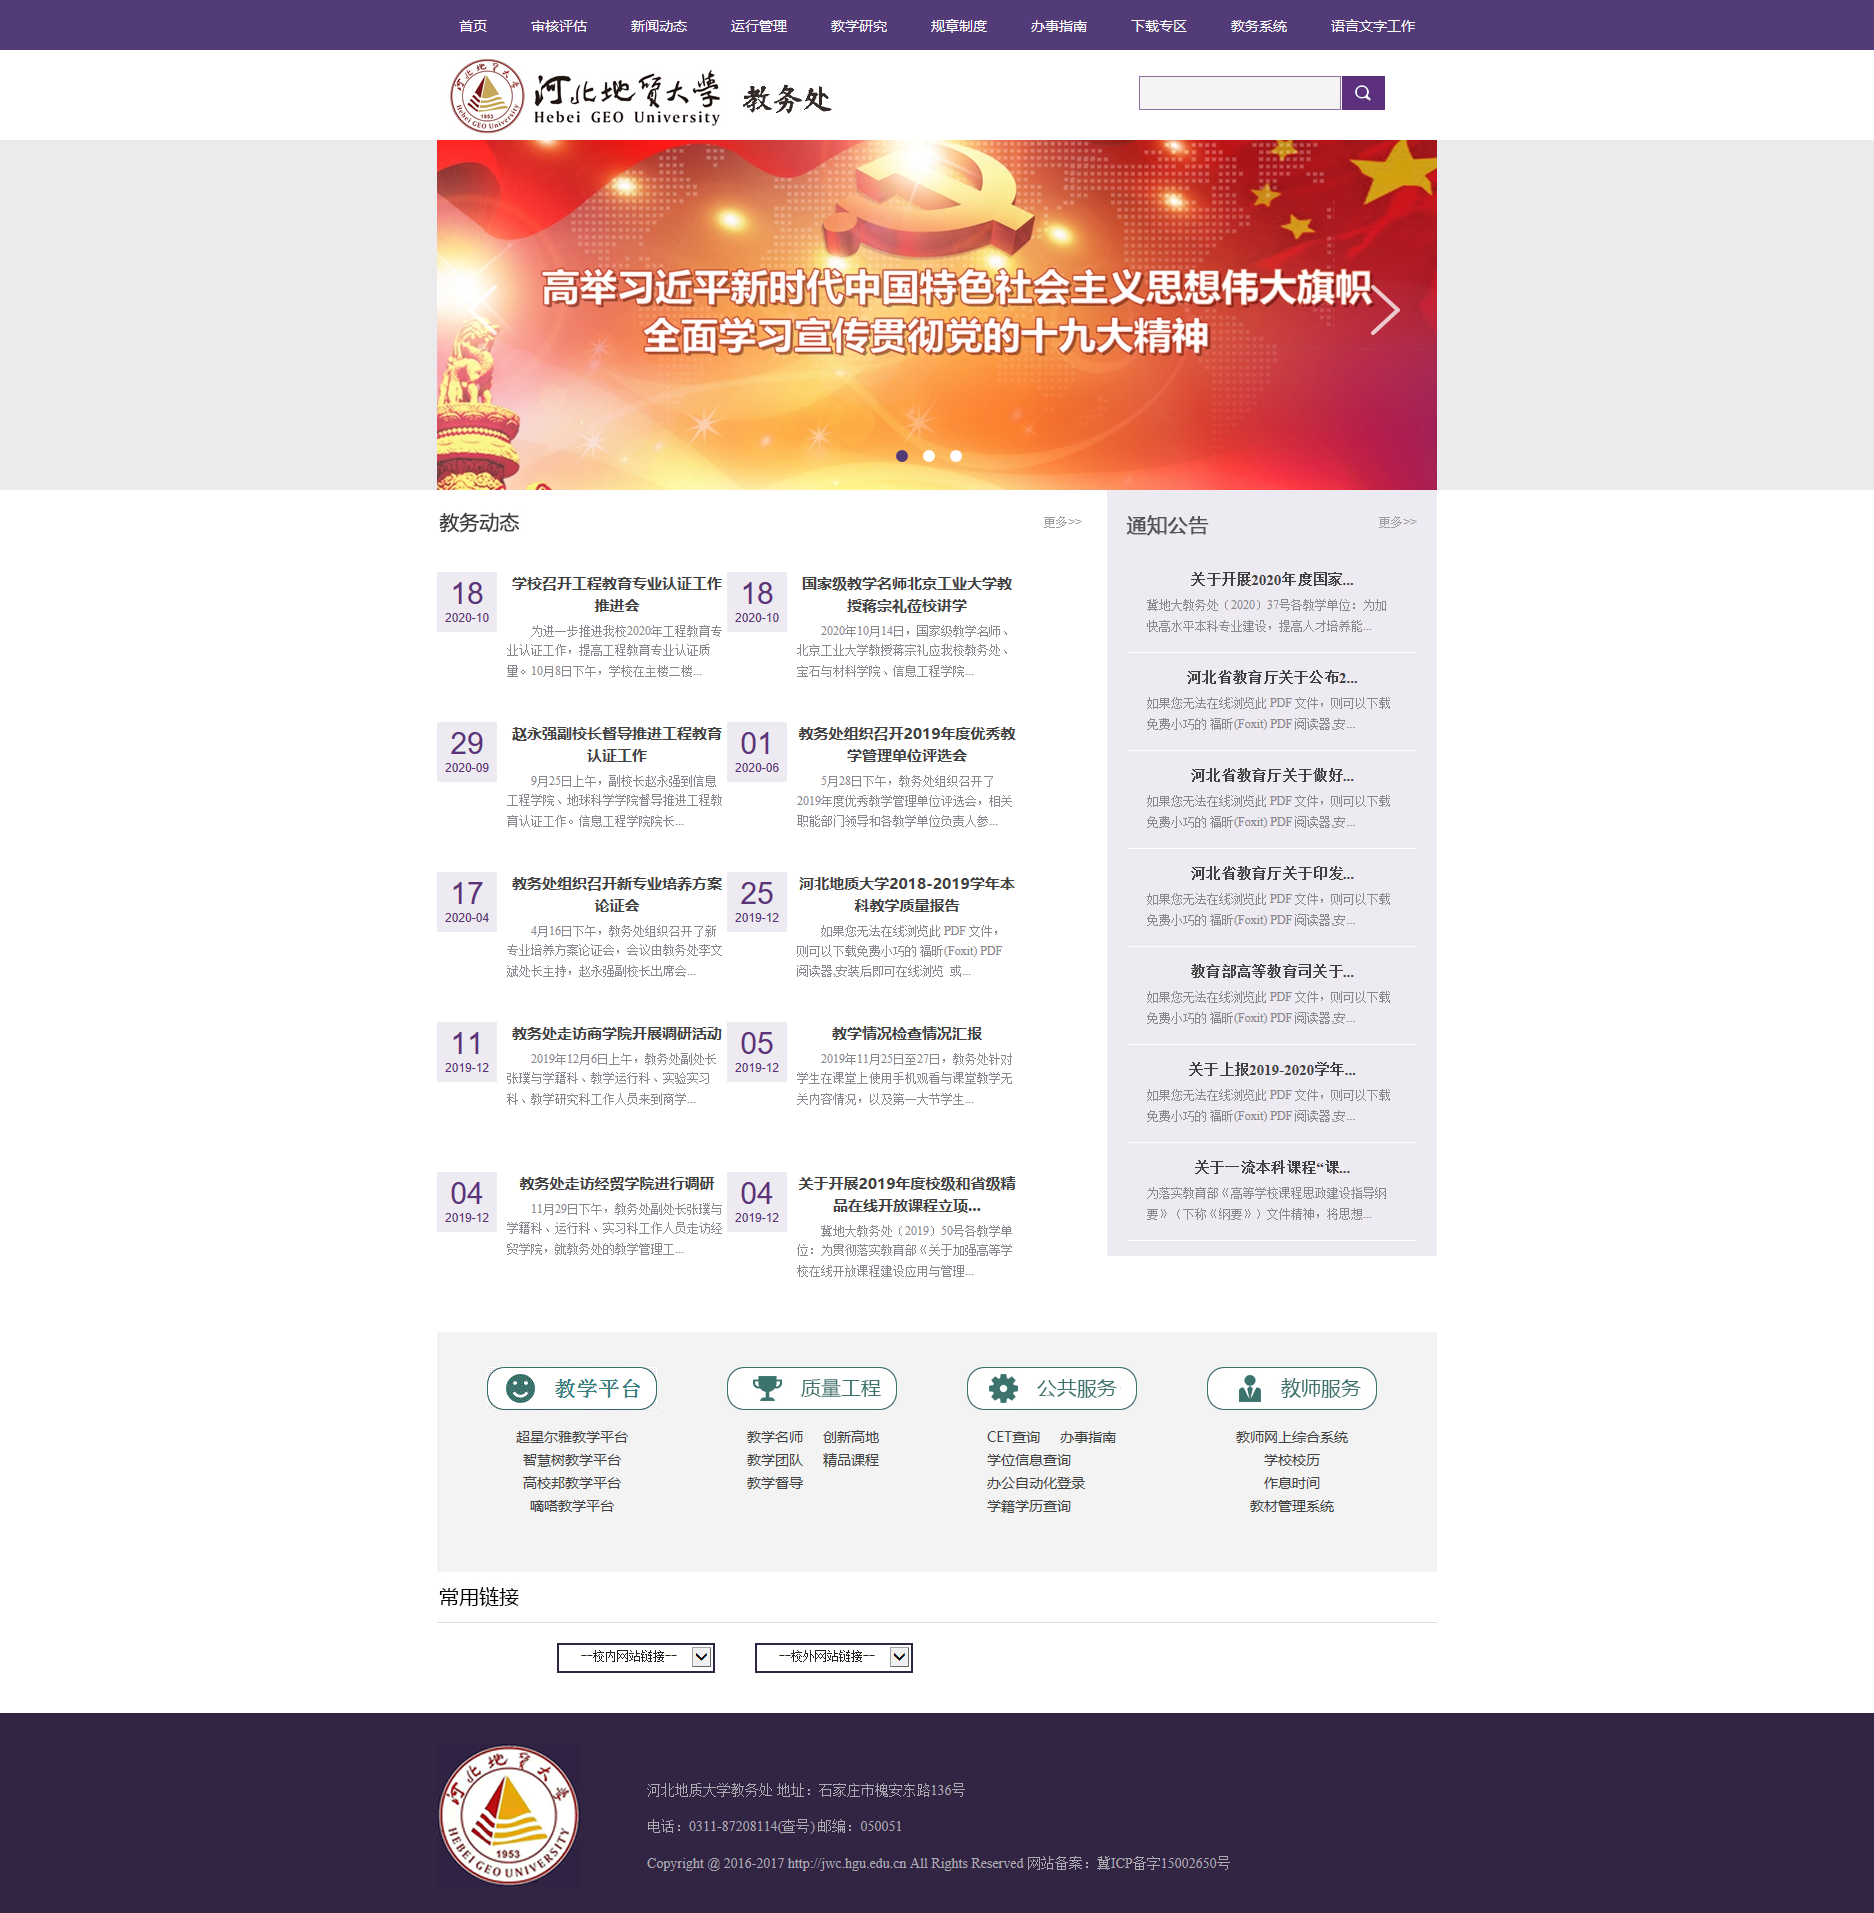 首页 审核评估 新闻动态 运行管理 教学研究 规章制度 办事指南 下载专区 教务系统 语言文字工作
河北地质大学 教务处
Hebei GEO University
高举习近平新时代中国特色社会主义思想伟大旗帜
全面学习宣传贯彻党的十九大精神
教务动态 更多>>
18
2020-10
学校召开工程教育专业认证工作
推进会
为进一步推进我校2020年工程教育专
业认证工作，提高工程教育专业认证质
量。10月8日下午，学校在主楼二楼...
18
2020-10
国家级教学名师北京工业大学教
授蒋宗礼莅校讲学
2020年10月14日，国家级教学名师、
北京工业大学教授蒋宗礼应我校教务处、
宝石与材料学院、信息工程学院...
29
2020-09
赵永强副校长督导推进工程教育
认证工作
9月25日上午，副校长赵永强到信息
工程学院、地球科学学院督导推进工程教
育认证工作。信息工程学院院长...
01
2020-06
教务处组织召开2019年度优秀教
学管理单位评选会
5月28日下午，教务处组织召开了
2019年度优秀教学管理单位评选会，相关
职能部门领导和各教学单位负责人参...
17
2020-04
教务处组织召开新专业培养方案
论证会
4月16日下午，教务处组织召开了新
专业培养方案论证会，会议由教务处李文
斌处长主持，赵永强副校长出席会...
25
2019-12
河北地质大学2018-2019学年本
科教学质量报告
如果您无法在线浏览此 PDF 文件，
则可以下载免费小巧的 福昕(Foxit) PDF
阅读器,安装后即可在线浏览 或...
11
2019-12
教务处走访商学院开展调研活动
2019年12月6日上午，教务处副处长
张璞与学籍科、教学运行科、实验实习
科、教学研究科工作人员来到商学...
05
2019-12
教学情况检查情况汇报
2019年11月25日至27日，教务处针对
学生在课堂上使用手机观看与课堂教学无
关内容情况，以及第一大节学生...
04
2019-12
教务处走访经贸学院进行调研
11月29日下午，教务处副处长张璞与
学籍科、运行科、实习科工作人员走访经
贸学院，就教务处的教学管理工...
04
2019-12
关于开展2019年度校级和省级精
品在线开放课程立项...
冀地大教务处（2019）50号各教学单
位：为贯彻落实教育部《关于加强高等学
校在线开放课程建设应用与管理...
通知公告 更多>>
关于开展2020年度国家...
冀地大教务处（2020）37号各教学单位：为加
快高水平本科专业建设，提高人才培养能...
河北省教育厅关于公布2...
如果您无法在线浏览此 PDF 文件，则可以下载
免费小巧的 福昕(Foxit) PDF 阅读器,安...
河北省教育厅关于做好...
如果您无法在线浏览此 PDF 文件，则可以下载
免费小巧的 福昕(Foxit) PDF 阅读器,安...
河北省教育厅关于印发...
如果您无法在线浏览此 PDF 文件，则可以下载
免费小巧的 福昕(Foxit) PDF 阅读器,安...
教育部高等教育司关于...
如果您无法在线浏览此 PDF 文件，则可以下载
免费小巧的 福昕(Foxit) PDF 阅读器,安...
关于上报2019-2020学年...
如果您无法在线浏览此 PDF 文件，则可以下载
免费小巧的 福昕(Foxit) PDF 阅读器,安...
关于一流本科课程“课...
为落实教育部《高等学校课程思政建设指导纲
要》（下称《纲要》）文件精神，将思想...
教学平台
超星尔雅教学平台
智慧树教学平台
高校邦教学平台
嘀嗒教学平台
质量工程
教学名师 创新高地
教学团队 精品课程
教学督导
公共服务
CET查询 办事指南
学位信息查询
办公自动化登录
学籍学历查询
教师服务
教师网上综合系统
学校校历
作息时间
教材管理系统
常用链接
--校内网站链接-- --校外网站链接--
河北地质大学
1953
HEBEI GEO UNIVERSITY
河北地质大学教务处 地址：石家庄市槐安东路136号
电话：0311-87208114(查号) 邮编：050051
Copyright @ 2016-2017 http://jwc.hgu.edu.cn All Rights Reserved 网站备案：冀ICP备字15002650号